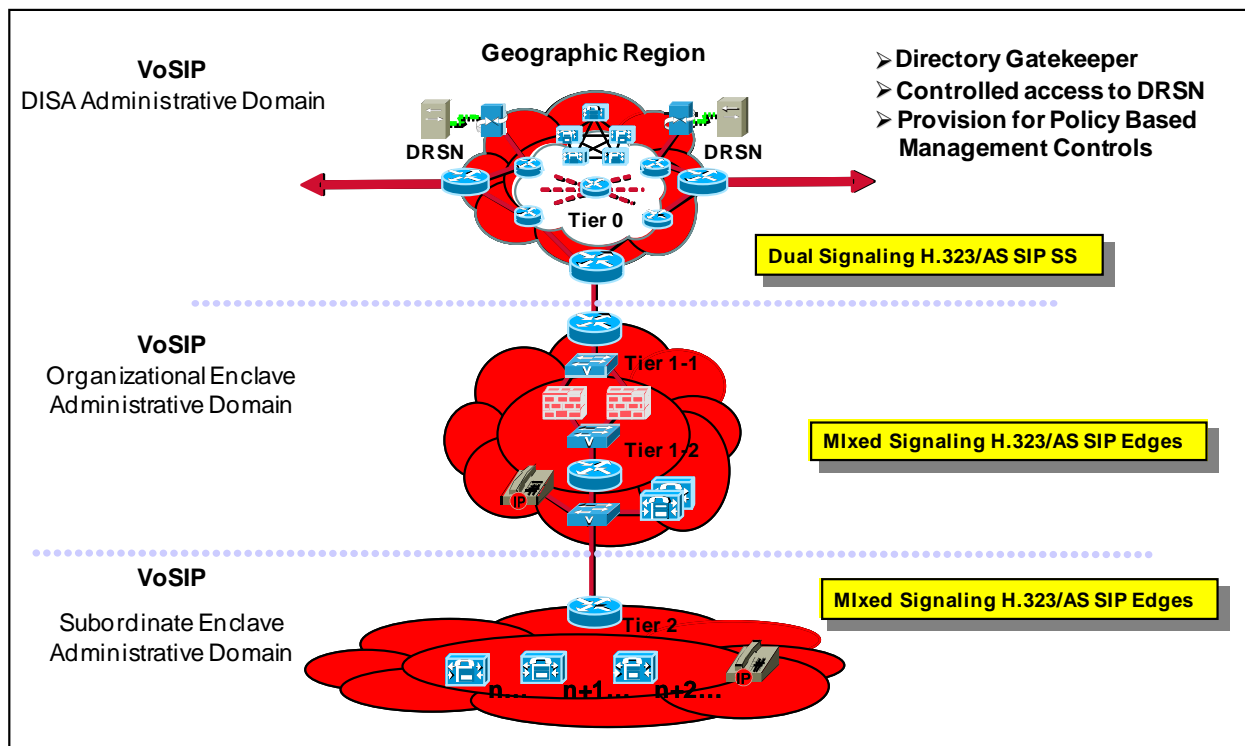 VoSIP
DISA Administrative Domain
Geographic Region
➢ Directory Gatekeeper
➢ Controlled access to DRSN
➢ Provision for Policy Based
Management Controls
DRSN
DRSN
Tier 0
Dual Signaling H.323/AS SIP SS
VoSIP
Organizational Enclave
Administrative Domain
Tier 1-1
V
V
Tier 1-2
MIxed Signaling H.323/AS SIP Edges
IP
V
VoSIP
Subordinate Enclave
Administrative Domain
MIxed Signaling H.323/AS SIP Edges
Tier 2
IP
n...
n+1...
n+2...